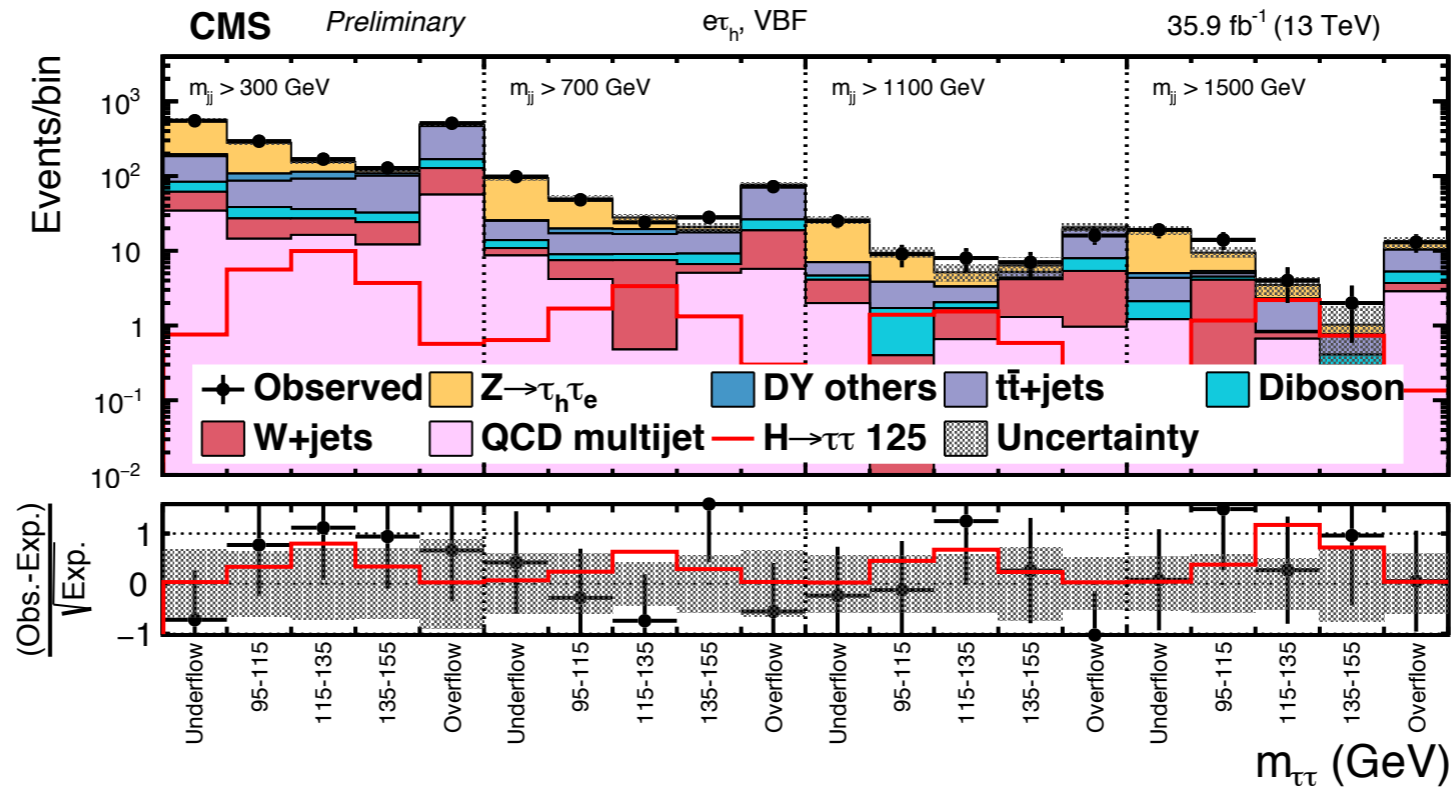 CMS Preliminary eτₕ, VBF 35.9 fb⁻¹ (13 TeV)
Events/bin
10³
10²
10
1
10⁻¹
10⁻²
mⱼⱼ > 300 GeV mⱼⱼ > 700 GeV mⱼⱼ > 1100 GeV mⱼⱼ > 1500 GeV
Observed Z→τₕτₑ DY others tt̄+jets Diboson
W+jets QCD multijet H→ττ 125 Uncertainty
(Obs.-Exp.)
√Exp.
1
0
−1
Underflow
95-115
115-135
135-155
Overflow
Underflow
95-115
115-135
135-155
Overflow
Underflow
95-115
115-135
135-155
Overflow
Underflow
95-115
115-135
135-155
Overflow
m_ττ (GeV)